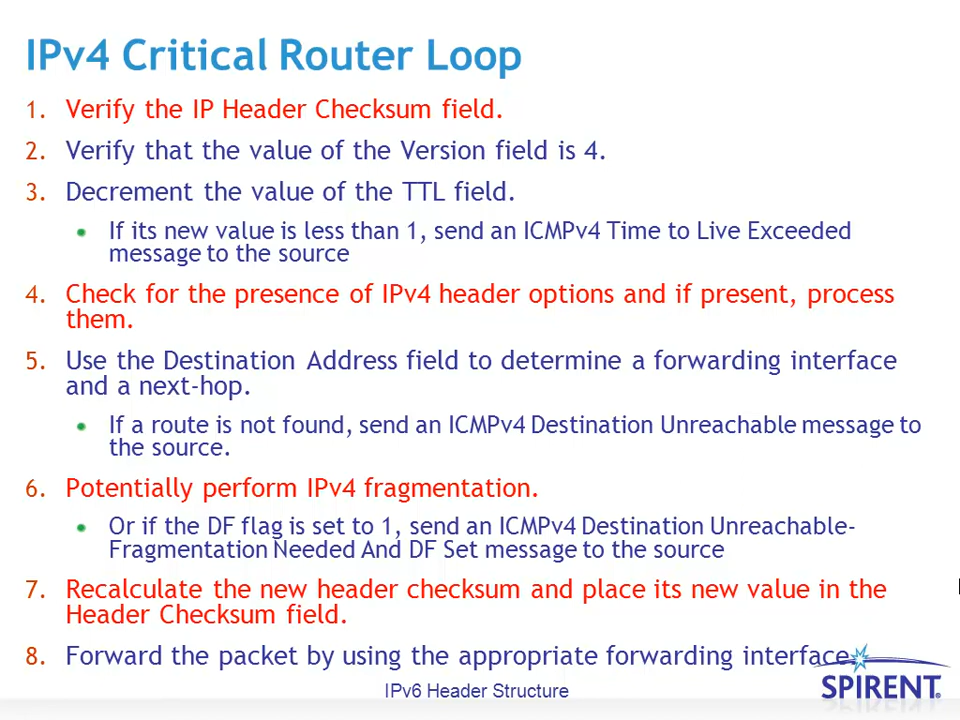 IPv4 Critical Router Loop
1. Verify the IP Header Checksum field.
2. Verify that the value of the Version field is 4.
3. Decrement the value of the TTL field.
If its new value is less than 1, send an ICMPv4 Time to Live Exceeded
message to the source
4. Check for the presence of IPv4 header options and if present, process
them.
5. Use the Destination Address field to determine a forwarding interface
and a next-hop.
If a route is not found, send an ICMPv4 Destination Unreachable message to
the source.
6. Potentially perform IPv4 fragmentation.
Or if the DF flag is set to 1, send an ICMPv4 Destination Unreachable-
Fragmentation Needed And DF Set message to the source
7. Recalculate the new header checksum and place its new value in the
Header Checksum field.
8. Forward the packet by using the appropriate forwarding interface.
IPv6 Header Structure
SPIRENT